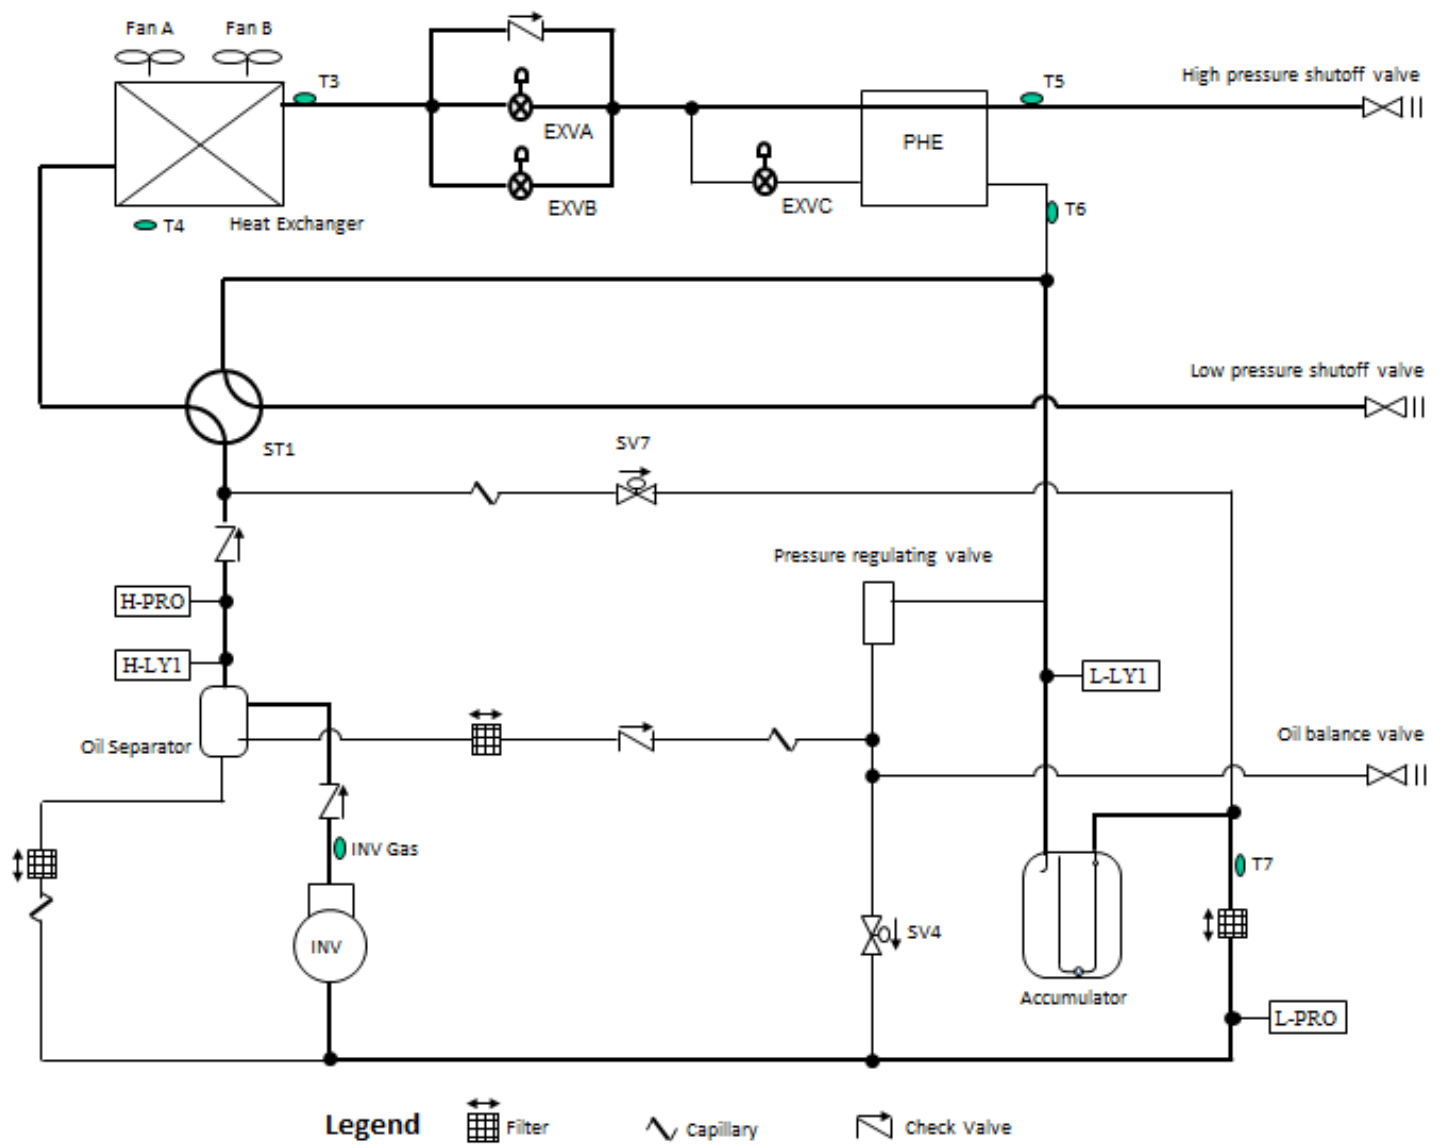 Fan A
Fan B
T3
T5
High pressure shutoff valve
EXVA
PHE
EXVB
EXVC
T4
Heat Exchanger
T6
Low pressure shutoff valve
ST1
SV7
Pressure regulating valve
H-PRO
H-LY1
L-LY1
Oil Separator
Oil balance valve
INV Gas
T7
INV
SV4
Accumulator
L-PRO
Legend
Filter
Capillary
Check Valve